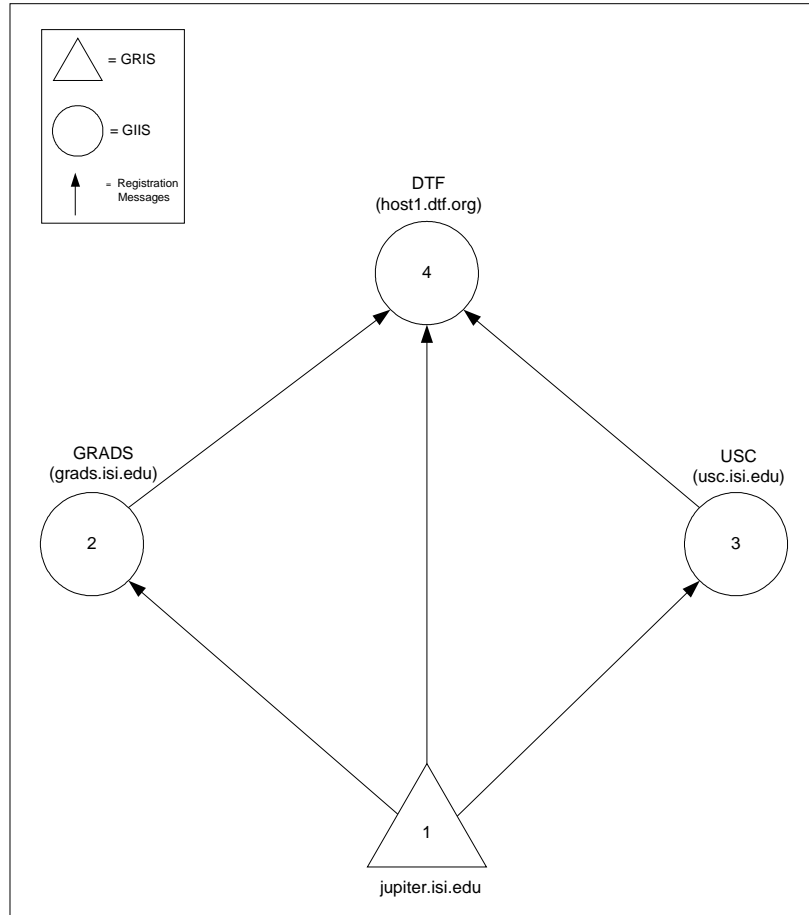 = GRIS
= GIIS
= Registration
Messages
DTF
(host1.dtf.org)
4
GRADS
(grads.isi.edu)
2
USC
(usc.isi.edu)
3
1
jupiter.isi.edu